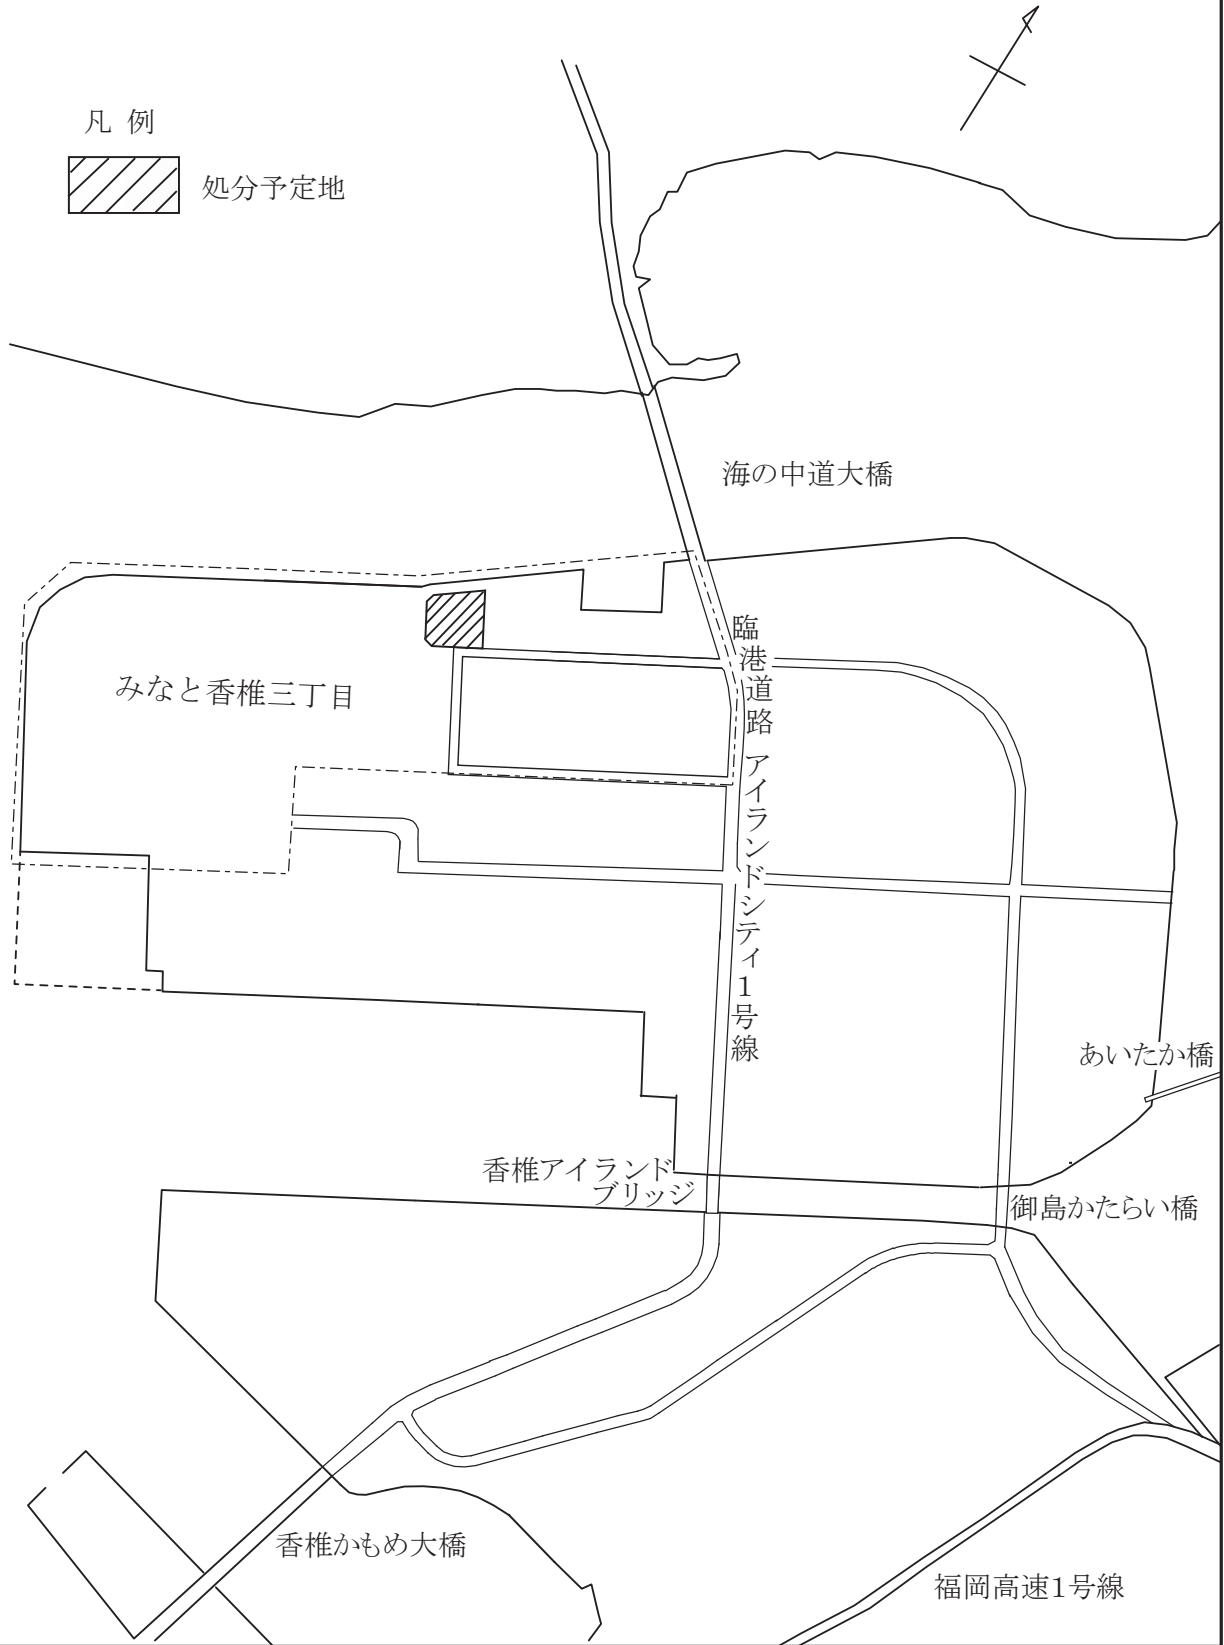 凡 例
処分予定地
海の中道大橋
みなと香椎三丁目
臨港道路 アイランドシティ1号線
あいたか橋
香椎アイランド
ブリッジ
御島かたらい橋
香椎かもめ大橋
福岡高速1号線